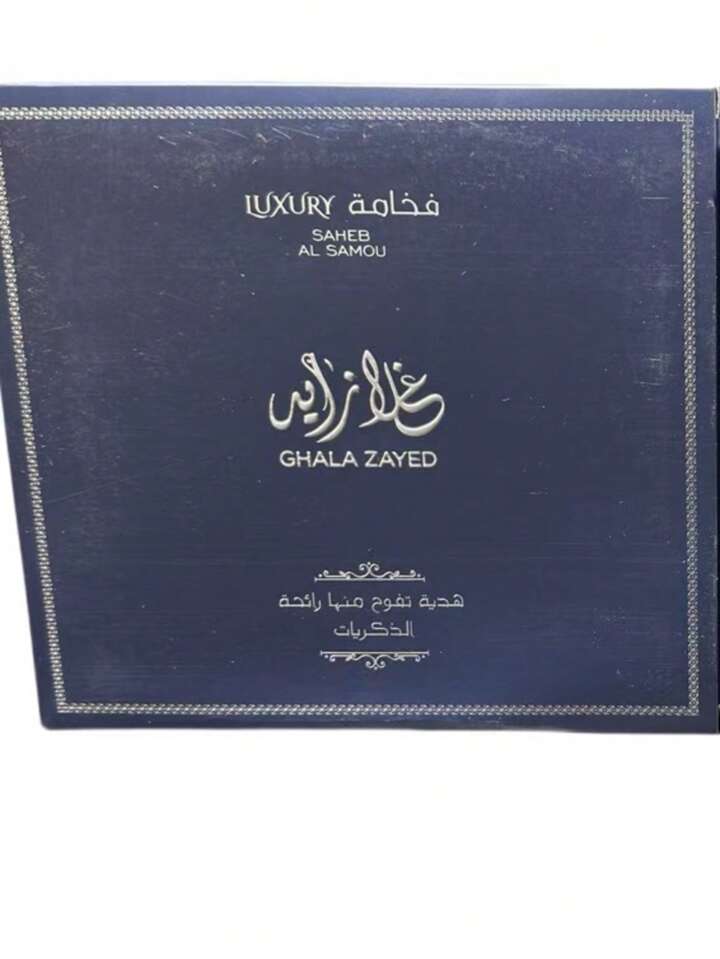 LUXURY فخامة
SAHEB
AL SAMOU
غلا زايد
GHALA ZAYED
هدية تفوح منها رائحة
الذكريات